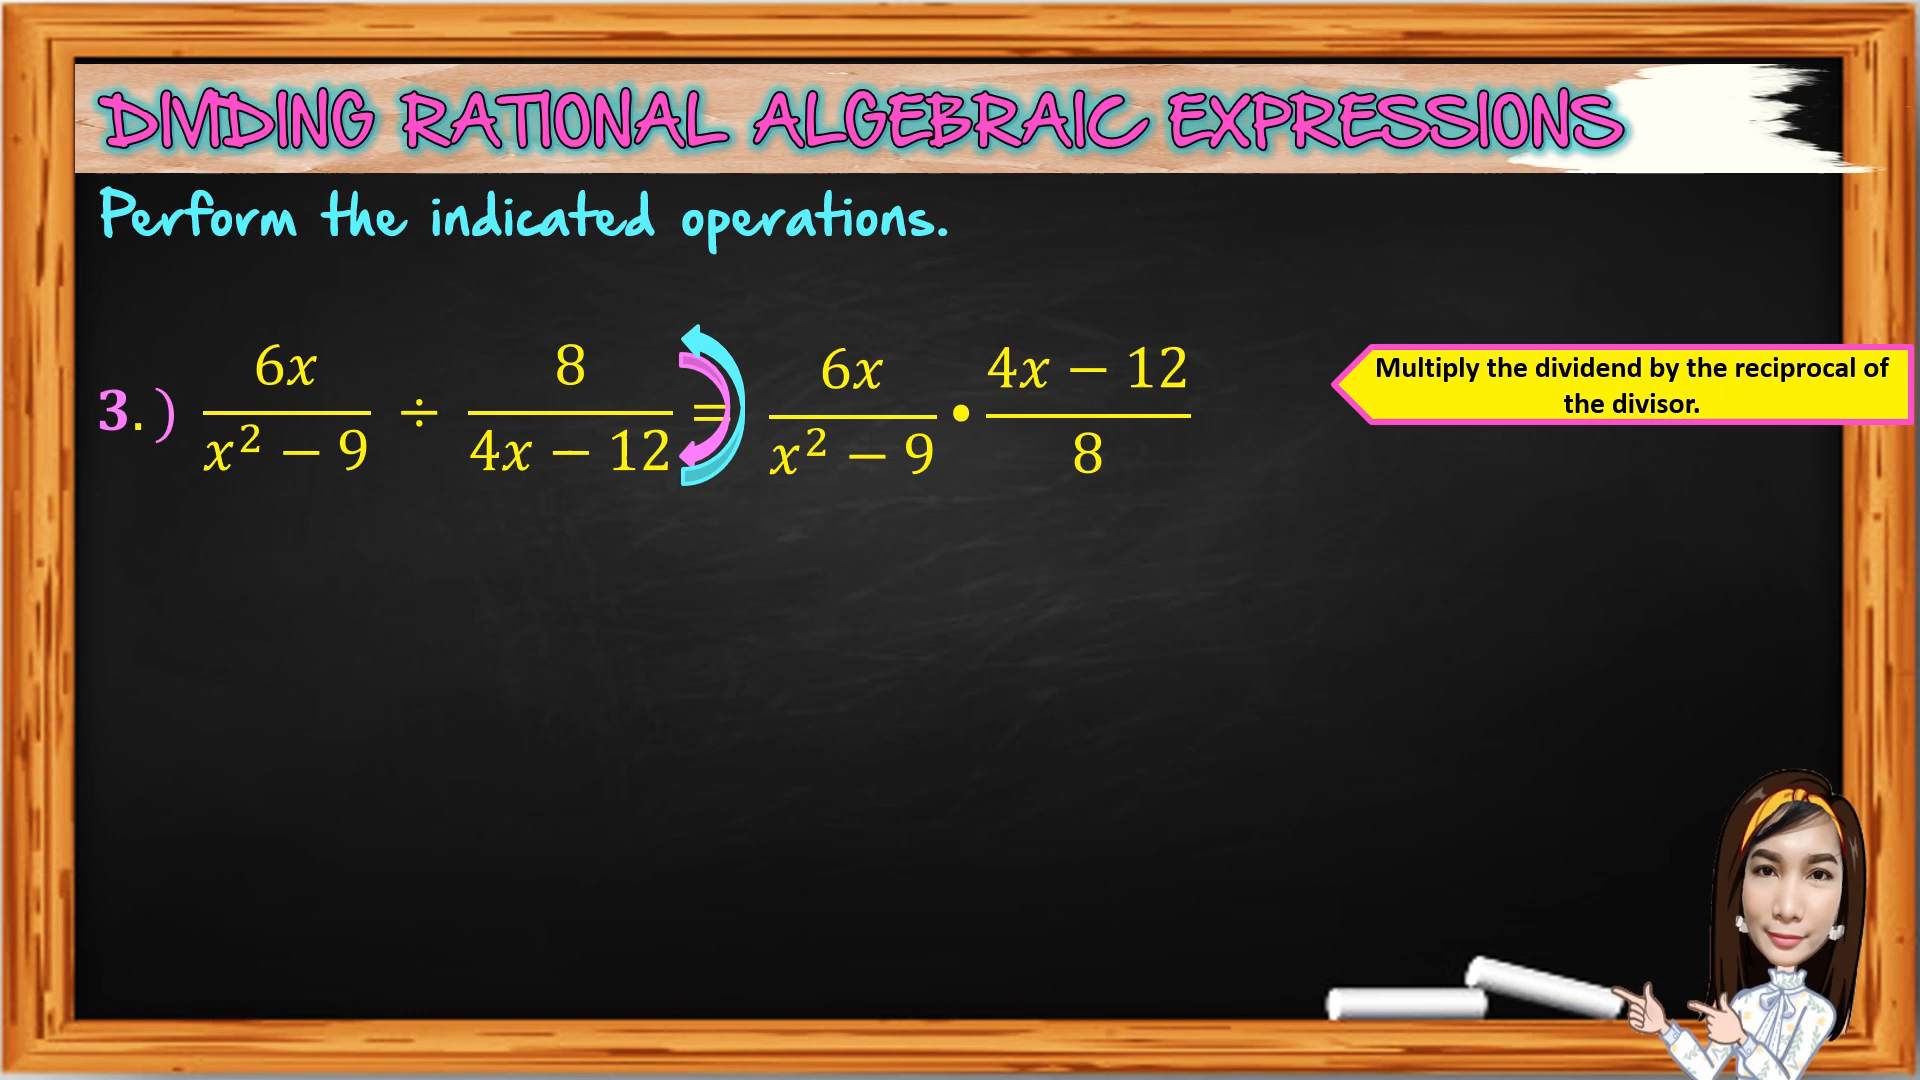 DIVIDING RATIONAL ALGEBRAIC EXPRESSIONS
Perform the indicated operations.
3.) 6x/(x² − 9) ÷ 8/(4x − 12) = 6x/(x² − 9) • (4x − 12)/8
Multiply the dividend by the reciprocal of
the divisor.